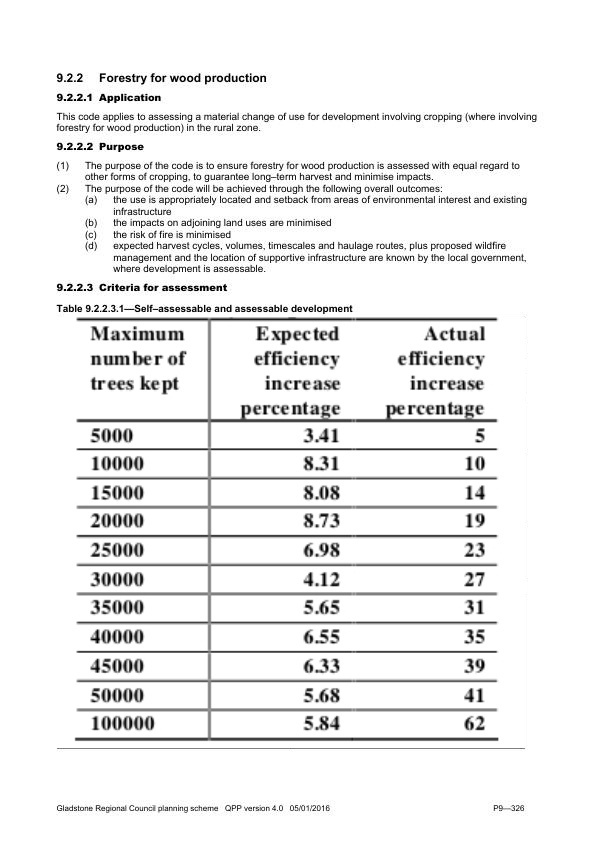 9.2.2 Forestry for wood production
9.2.2.1 Application
This code applies to assessing a material change of use for development involving cropping (where involving
forestry for wood production) in the rural zone.
9.2.2.2 Purpose
(1) The purpose of the code is to ensure forestry for wood production is assessed with equal regard to
other forms of cropping, to guarantee long–term harvest and minimise impacts.
(2) The purpose of the code will be achieved through the following overall outcomes:
(a) the use is appropriately located and setback from areas of environmental interest and existing
infrastructure
(b) the impacts on adjoining land uses are minimised
(c) the risk of fire is minimised
(d) expected harvest cycles, volumes, timescales and haulage routes, plus proposed wildfire
management and the location of supportive infrastructure are known by the local government,
where development is assessable.
9.2.2.3 Criteria for assessment
Table 9.2.2.3.1—Self–assessable and assessable development
Maximum Expected Actual
number of efficiency efficiency
trees kept increase increase
percentage percentage
5000 3.41 5
10000 8.31 10
15000 8.08 14
20000 8.73 19
25000 6.98 23
30000 4.12 27
35000 5.65 31
40000 6.55 35
45000 6.33 39
50000 5.68 41
100000 5.84 62
Gladstone Regional Council planning scheme QPP version 4.0 05/01/2016 P9—326